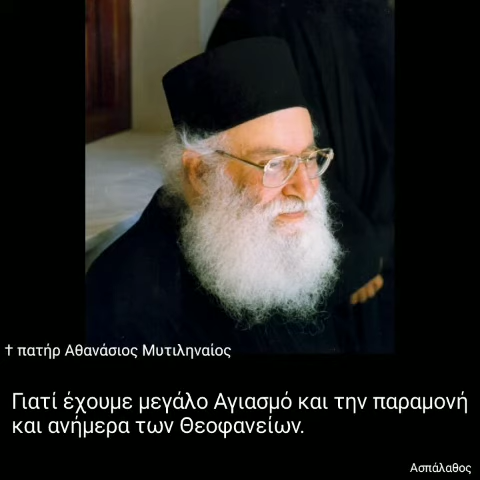 † πατήρ Αθανάσιος Μυτιληναίος
Γιατί έχουμε μεγάλο Αγιασμό και την παραμονή
και ανήμερα των Θεοφανείων.
Ασπάλαθος